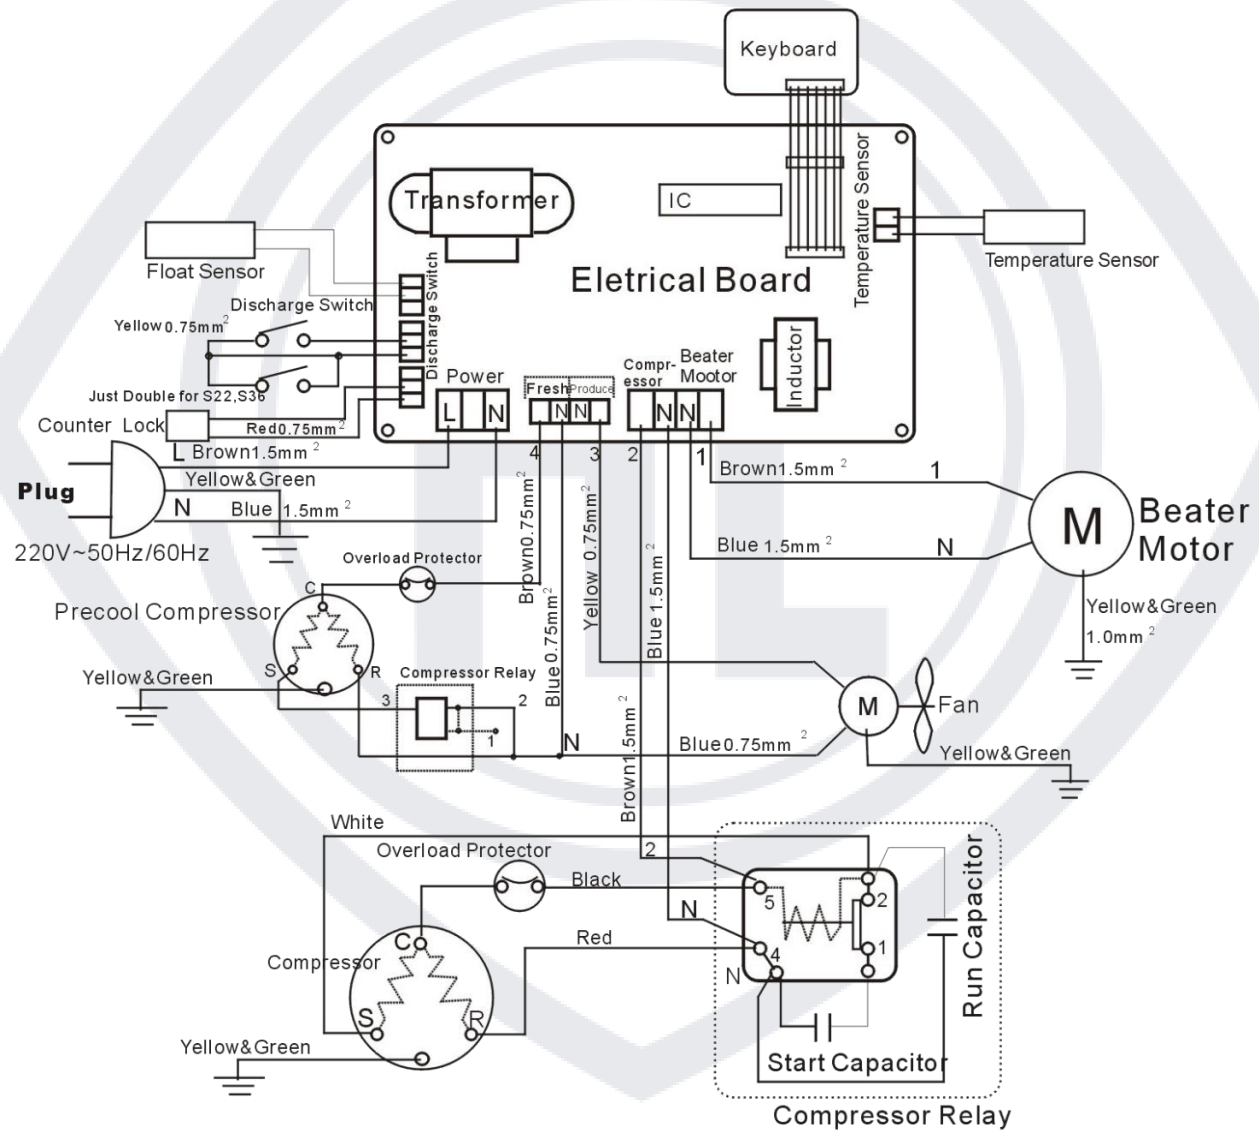 Keyboard
Transformer
IC
Temperature Sensor
Float Sensor
Temperature Sensor
Eletrical Board
Discharge Switch
Discharge Switch
Yellow 0.75mm²
Inductor
Compr-
essor
Beater
Mootor
Power
Fresh Produce
Just Double for S22,S36
L N N N N N
Counter Lock
Red0.75mm²
L Brown1.5mm²
4 3 2 1
Brown1.5mm² 1
Plug
Yellow&Green
N Blue 1.5mm²
M
Beater
Motor
220V~50Hz/60Hz
Blue 1.5mm² N
Overload Protector
Brown0.75mm²
Yellow 0.75mm²
Blue 1.5mm²
Blue 0.75mm²
C
Precool Compressor
Yellow&Green
1.0mm²
S R
Compressor Relay
Yellow&Green
3 2
1
M
Fan
N
Blue0.75mm²
Yellow&Green
Brown1.5mm²
White
2
Overload Protector
Black
5 2
N
Red
4 1
C
Compressor
N
Run Capacitor
S R
Yellow&Green
Start Capacitor
Compressor Relay